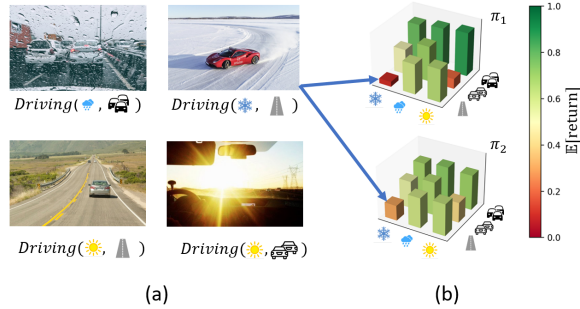 Driving( , )
Driving( , )
Driving( , )
Driving( , )
(a)
π1
π2
(b)
1.0
0.8
0.6
0.4
0.2
0.0
𝔼[return]